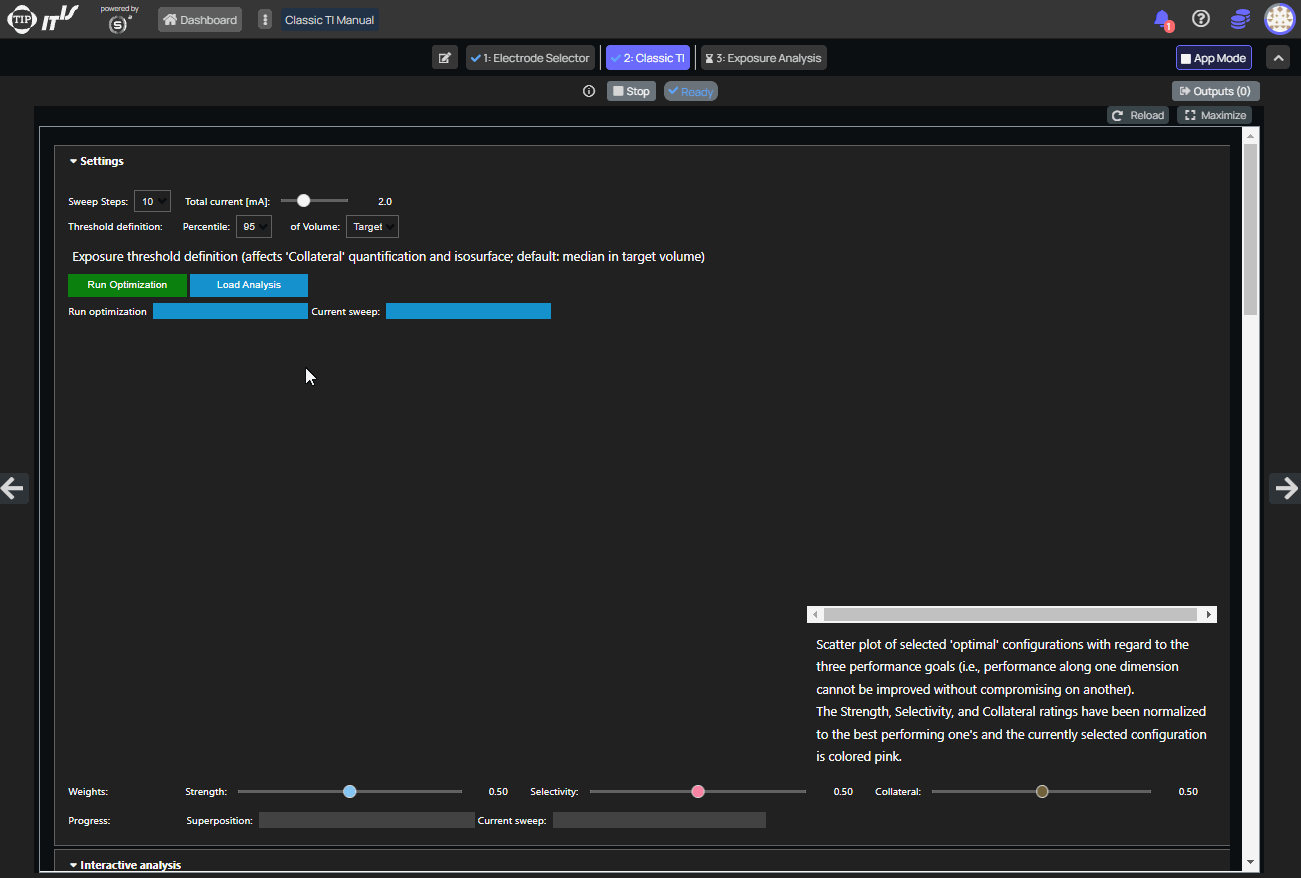 TIP IT'IS
powered by
S
Dashboard
Classic TI Manual
1
1: Electrode Selector
2: Classic TI
3: Exposure Analysis
App Mode
Stop
Ready
Outputs (0)
Reload
Maximize
Settings
Sweep Steps: 10 Total current [mA]: 2.0
Threshold definition: Percentile: 95 of Volume: Target
Exposure threshold definition (affects 'Collateral' quantification and isosurface; default: median in target volume)
Run Optimization Load Analysis
Run optimization Current sweep:
Scatter plot of selected 'optimal' configurations with regard to the
three performance goals (i.e., performance along one dimension
cannot be improved without compromising on another).
The Strength, Selectivity, and Collateral ratings have been normalized
to the best performing one's and the currently selected configuration
is colored pink.
Weights: Strength: 0.50 Selectivity: 0.50 Collateral: 0.50
Progress: Superposition: Current sweep:
Interactive analysis